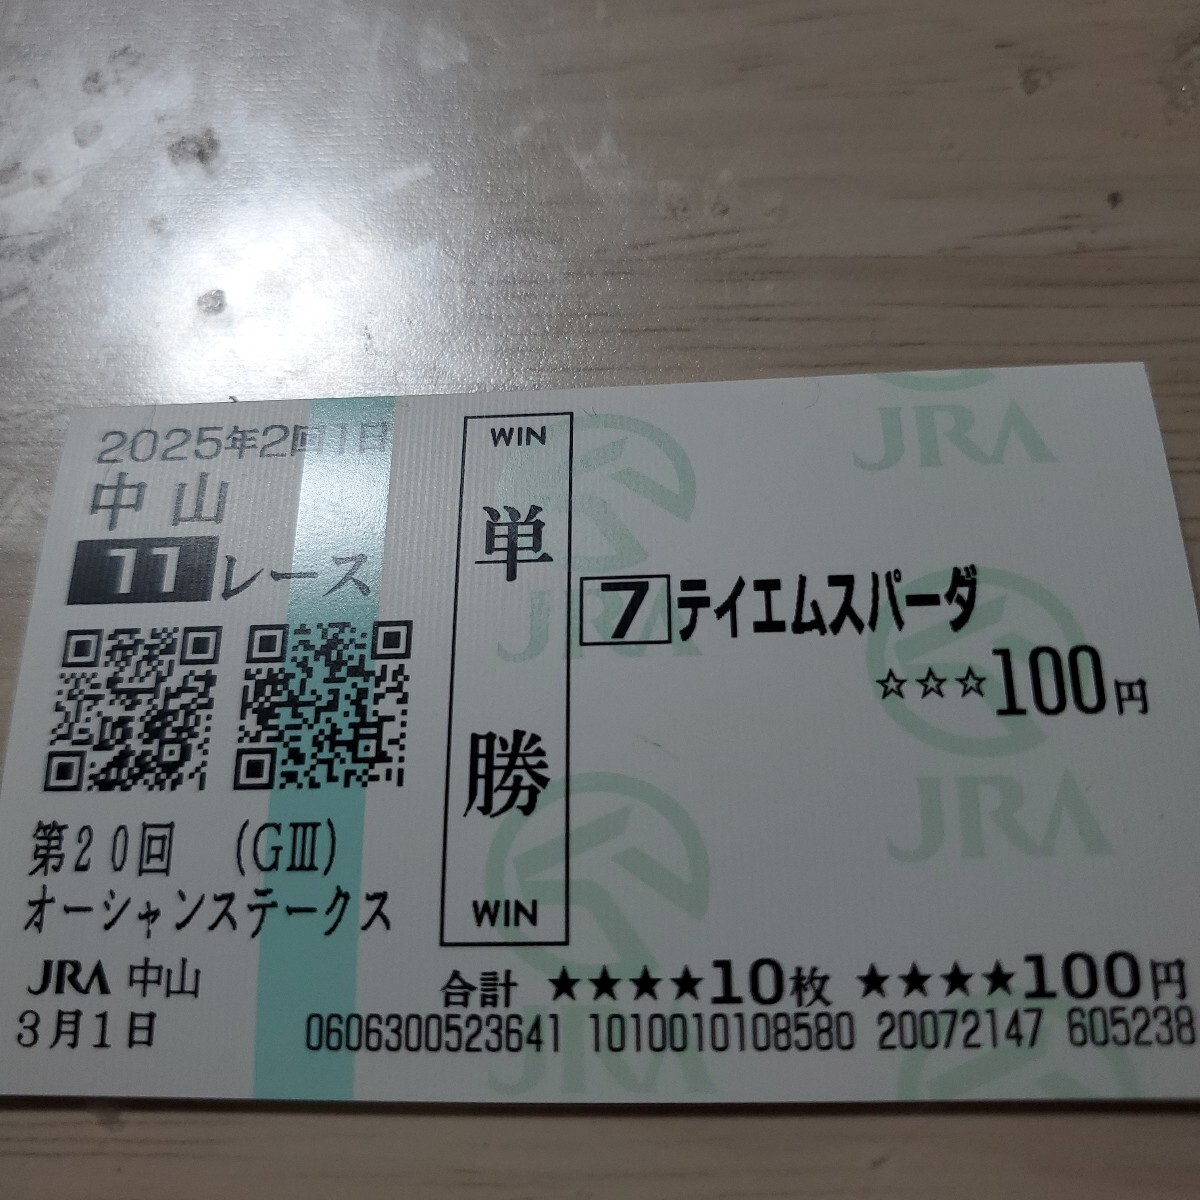 2025年2回1日
中山
11レース
第20回 (GⅢ)
オーシャンステークス
JRA 中山
3月1日
WIN
単勝
WIN
7 テイエムスパーダ
☆☆☆100円
合計 ★★★★10枚 ★★★★100円
0606300523641 1010010108580 20072147 605238
JRA
JRA
JRA
JRA